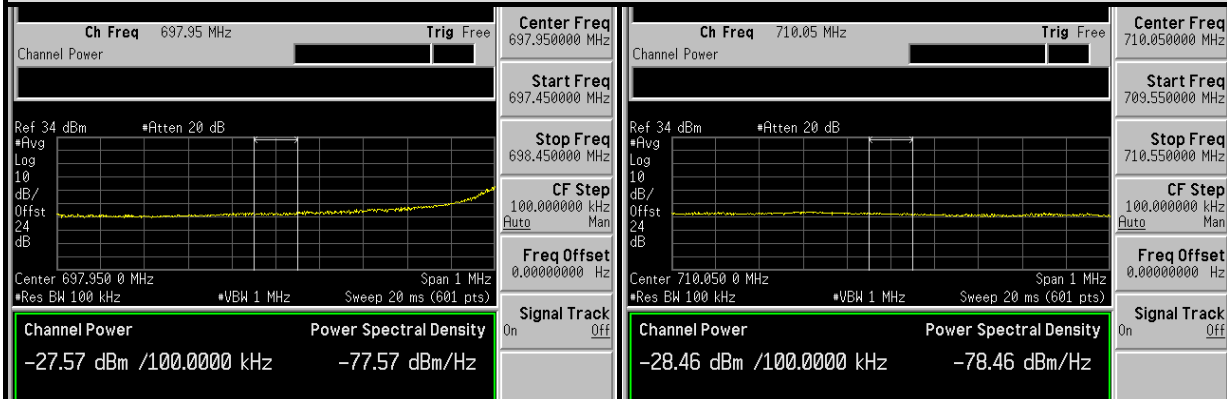 Ch Freq 697.95 MHz Trig Free
Channel Power
Ref 34 dBm #Atten 20 dB
#Avg
Log
10
dB/
Offst
24
dB
Center 697.950 0 MHz Span 1 MHz
#Res BW 100 kHz #VBW 1 MHz Sweep 20 ms (601 pts)
Channel Power Power Spectral Density
-27.57 dBm /100.0000 kHz -77.57 dBm/Hz
Center Freq
697.950000 MHz
Start Freq
697.450000 MHz
Stop Freq
698.450000 MHz
CF Step
100.000000 kHz
Auto Man
Freq Offset
0.00000000 Hz
Signal Track
On Off
Ch Freq 710.05 MHz Trig Free
Channel Power
Ref 34 dBm #Atten 20 dB
#Avg
Log
10
dB/
Offst
24
dB
Center 710.050 0 MHz Span 1 MHz
#Res BW 100 kHz #VBW 1 MHz Sweep 20 ms (601 pts)
Channel Power Power Spectral Density
-28.46 dBm /100.0000 kHz -78.46 dBm/Hz
Center Freq
710.050000 MHz
Start Freq
709.550000 MHz
Stop Freq
710.550000 MHz
CF Step
100.000000 kHz
Auto Man
Freq Offset
0.00000000 Hz
Signal Track
On Off